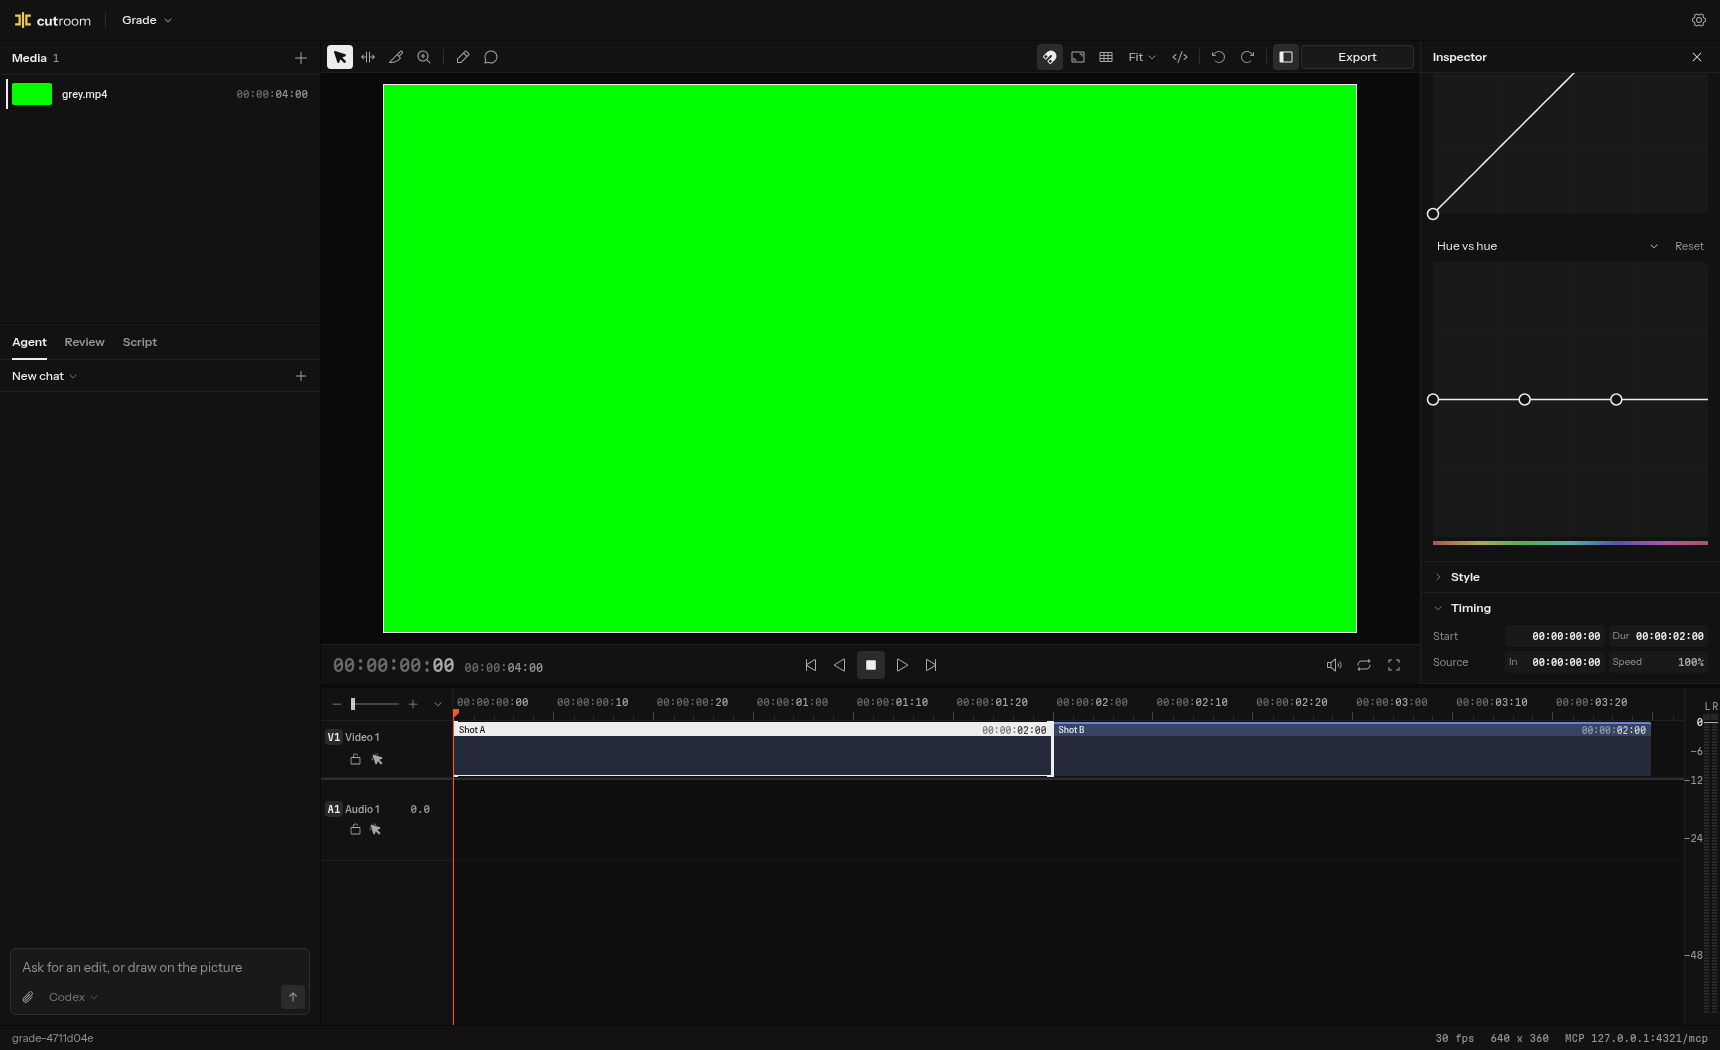 cutroom
Grade
Media 1
Fit
Export
Inspector
grey.mp4
00:00:04:00
Hue vs hue
Reset
Agent
Review
Script
New chat
Style
Timing
Start
00:00:00:00
Dur 00:00:02:00
Source
In 00:00:00:00
Speed 100%
00:00:00:00
00:00:04:00
00:00:00:00
00:00:00:10
00:00:00:20
00:00:01:00
00:00:01:10
00:00:01:20
00:00:02:00
00:00:02:10
00:00:02:20
00:00:03:00
00:00:03:10
00:00:03:20
L R
V1 Video 1
Shot A
00:00:02:00
Shot B
00:00:02:00
A1 Audio 1
0.0
0
-6
-12
-24
-48
Ask for an edit, or draw on the picture
Codex
grade-4711d04e
30 fps
640 x 360
MCP 127.0.0.1:4321/mcp